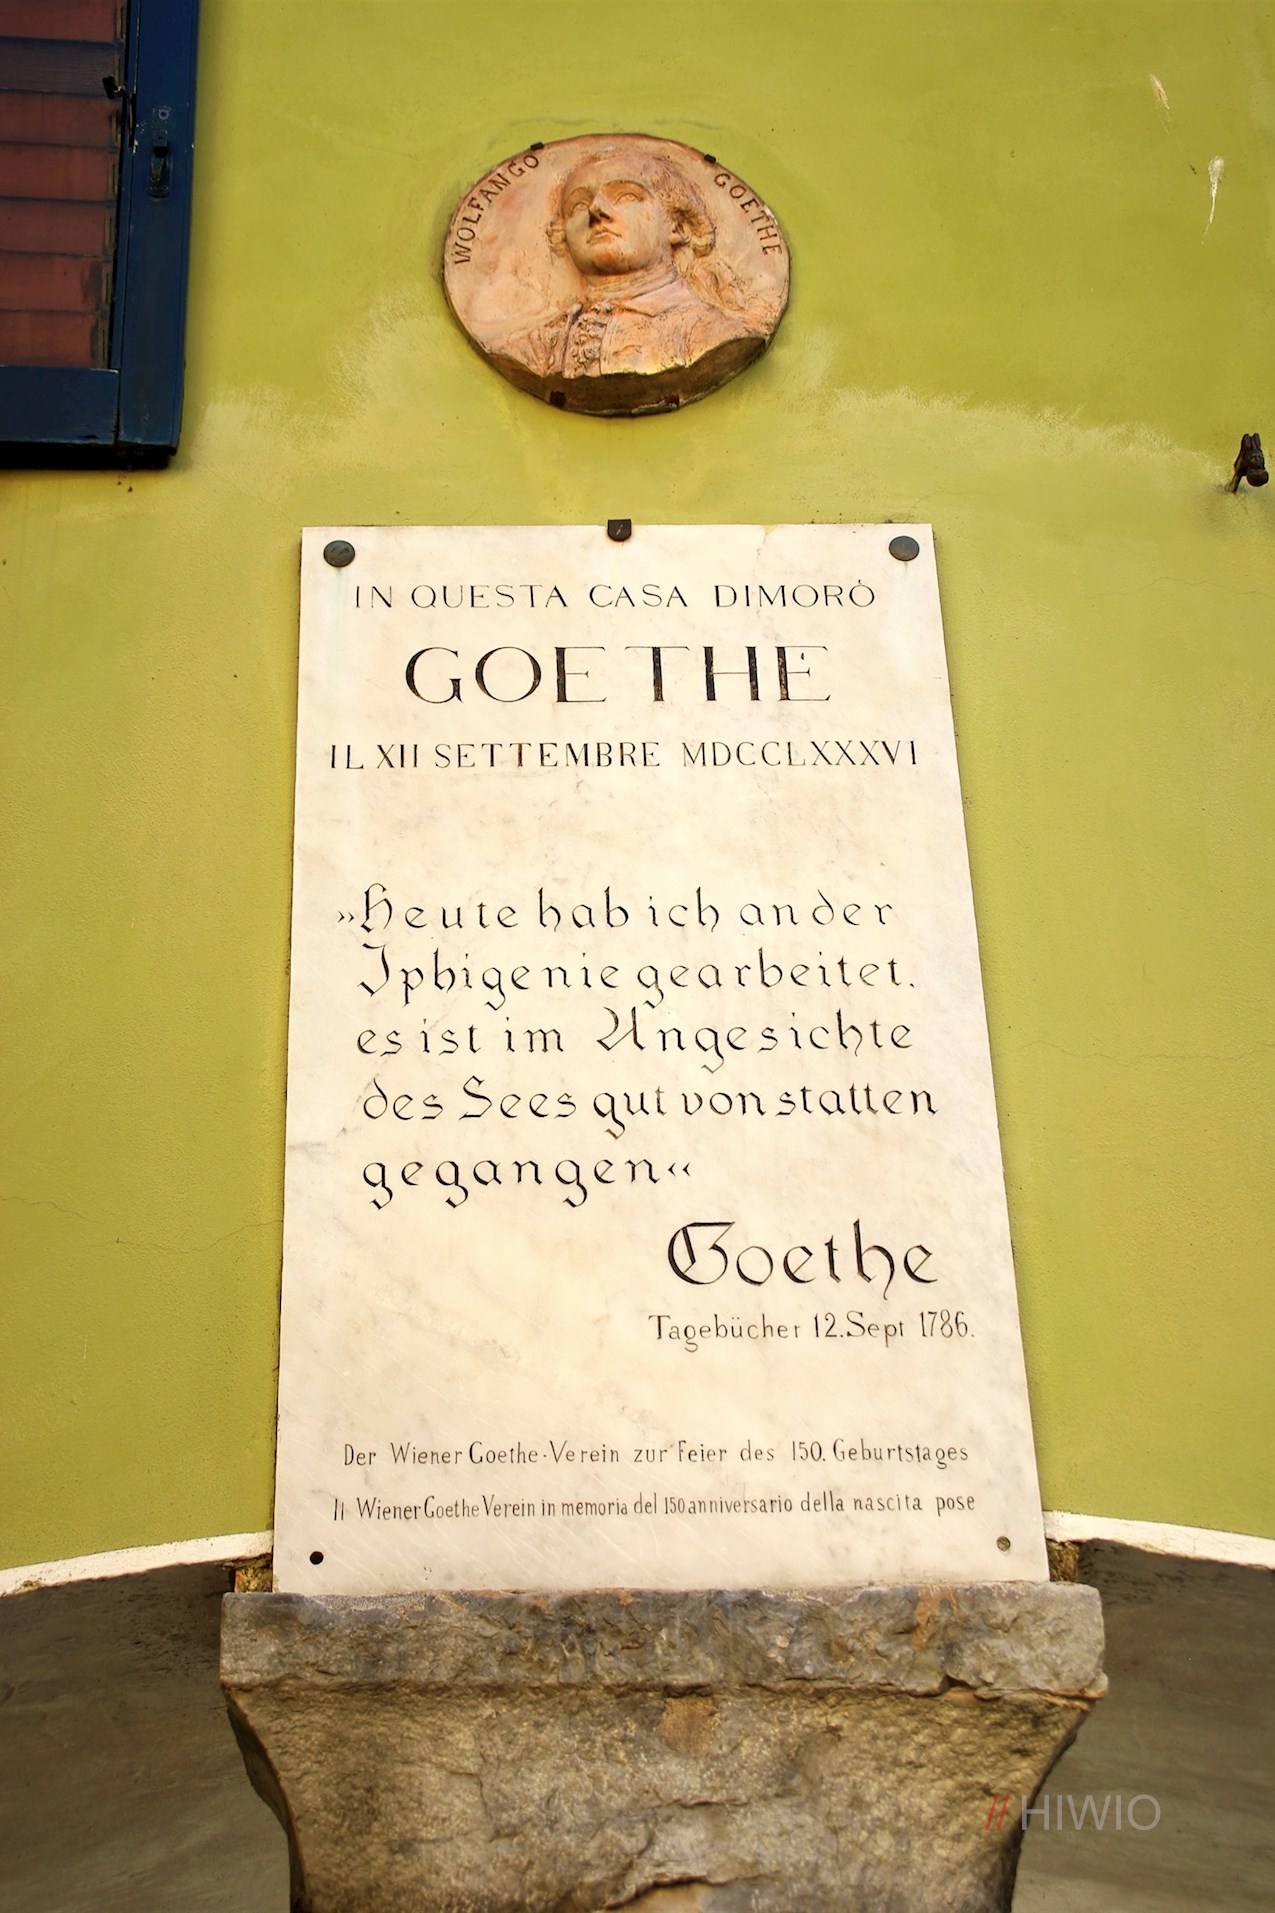 WOLFANGO GOETHE
IN QUESTA CASA DIMORÒ
GOETHE
IL XII SETTEMBRE MDCCLXXXVI
»Heute hab ich an der
Iphigenie gearbeitet.
es ist im Angesichte
des Sees gut von statten
gegangen«
Goethe
Tagebücher 12. Sept 1786.
Der Wiener Goethe-Verein zur Feier des 150. Geburtstages
Il Wiener Goethe Verein in memoria del 150 anniversario della nascita pose
// HIWIO